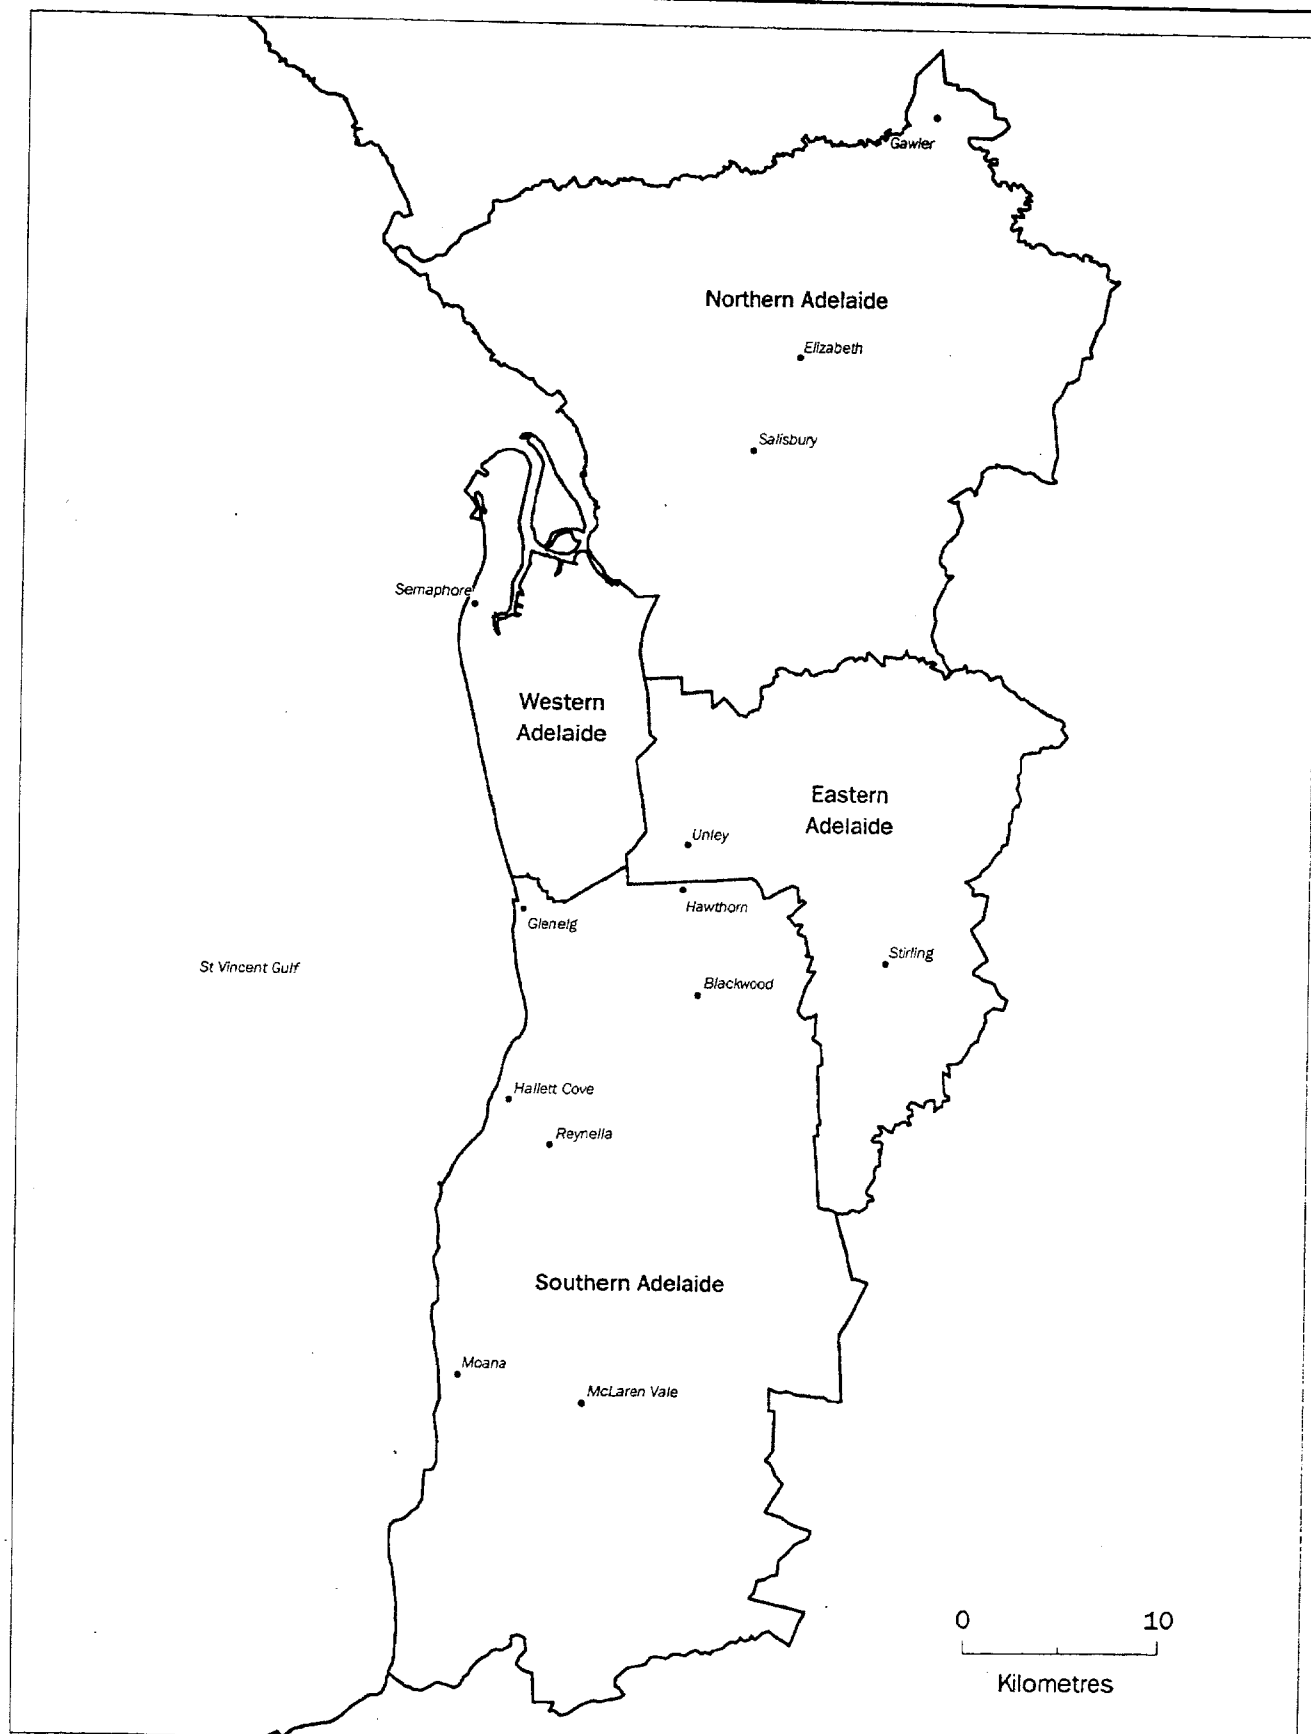 Gawler
Northern Adelaide
Elizabeth
Salisbury
Semaphore
Western
Adelaide
Eastern
Adelaide
Unley
Hawthorn
Glenelg
Stirling
St Vincent Gulf
Blackwood
Hallett Cove
Reynella
Southern Adelaide
Moana
McLaren Vale
0 10
Kilometres